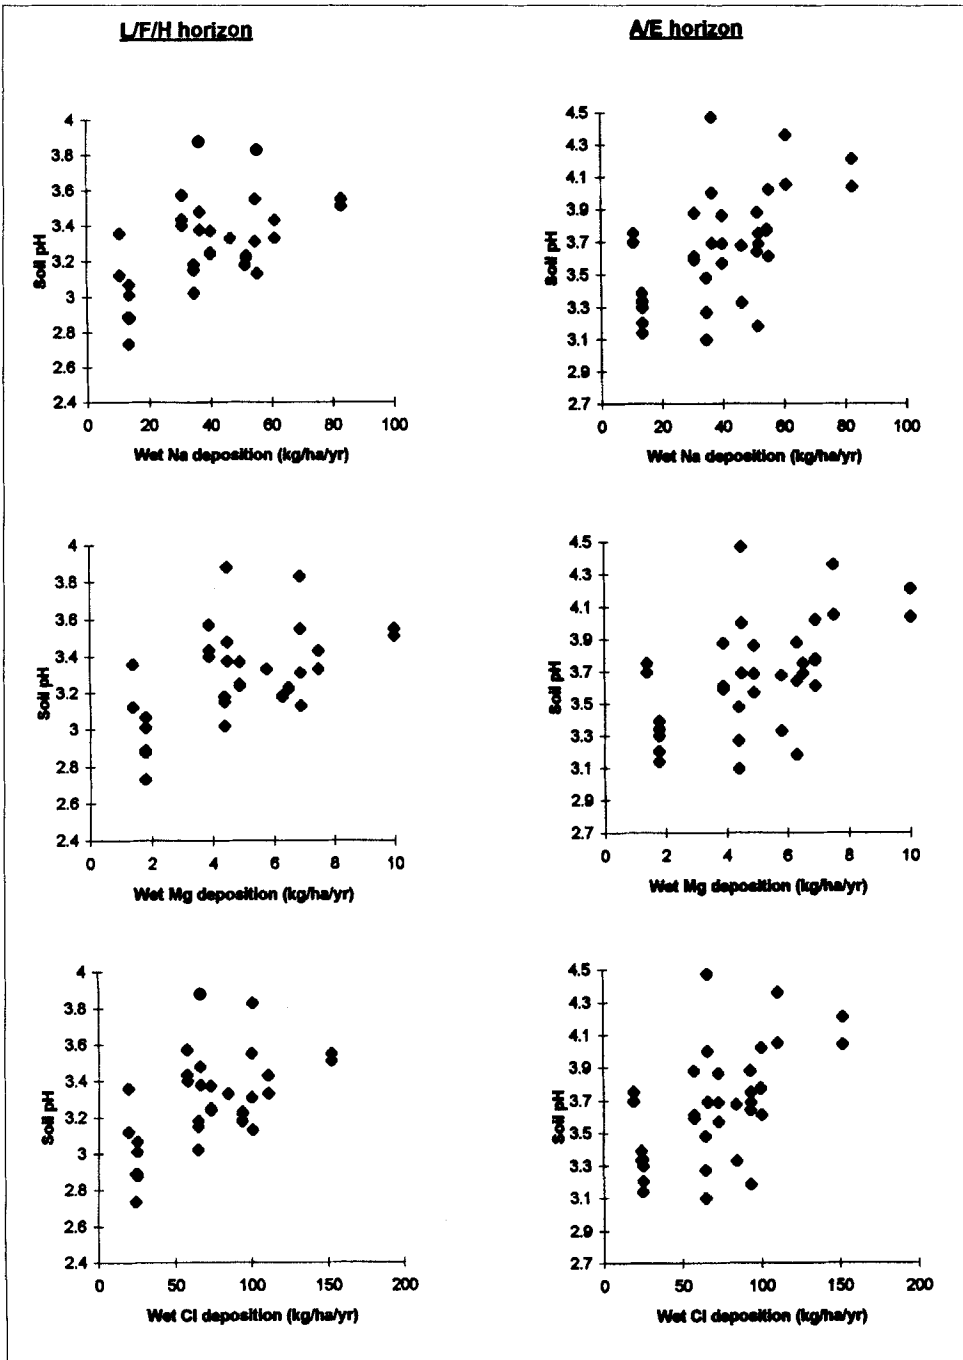 L/F/H horizon
A/E horizon
4
3.8
3.6
3.4
3.2
3
2.8
2.6
2.4
Soil pH
0 20 40 60 80 100
Wet Na deposition (kg/ha/yr)
4.5
4.3
4.1
3.9
3.7
3.5
3.3
3.1
2.9
2.7
Soil pH
0 20 40 60 80 100
Wet Na deposition (kg/ha/yr)
4
3.8
3.6
3.4
3.2
3
2.8
2.6
2.4
Soil pH
0 2 4 6 8 10
Wet Mg deposition (kg/ha/yr)
4.5
4.3
4.1
3.9
3.7
3.5
3.3
3.1
2.9
2.7
Soil pH
0 2 4 6 8 10
Wet Mg deposition (kg/ha/yr)
4
3.8
3.6
3.4
3.2
3
2.8
2.6
2.4
Soil pH
0 50 100 150 200
Wet Cl deposition (kg/ha/yr)
4.5
4.3
4.1
3.9
3.7
3.5
3.3
3.1
2.9
2.7
Soil pH
0 50 100 150 200
Wet Cl deposition (kg/ha/yr)